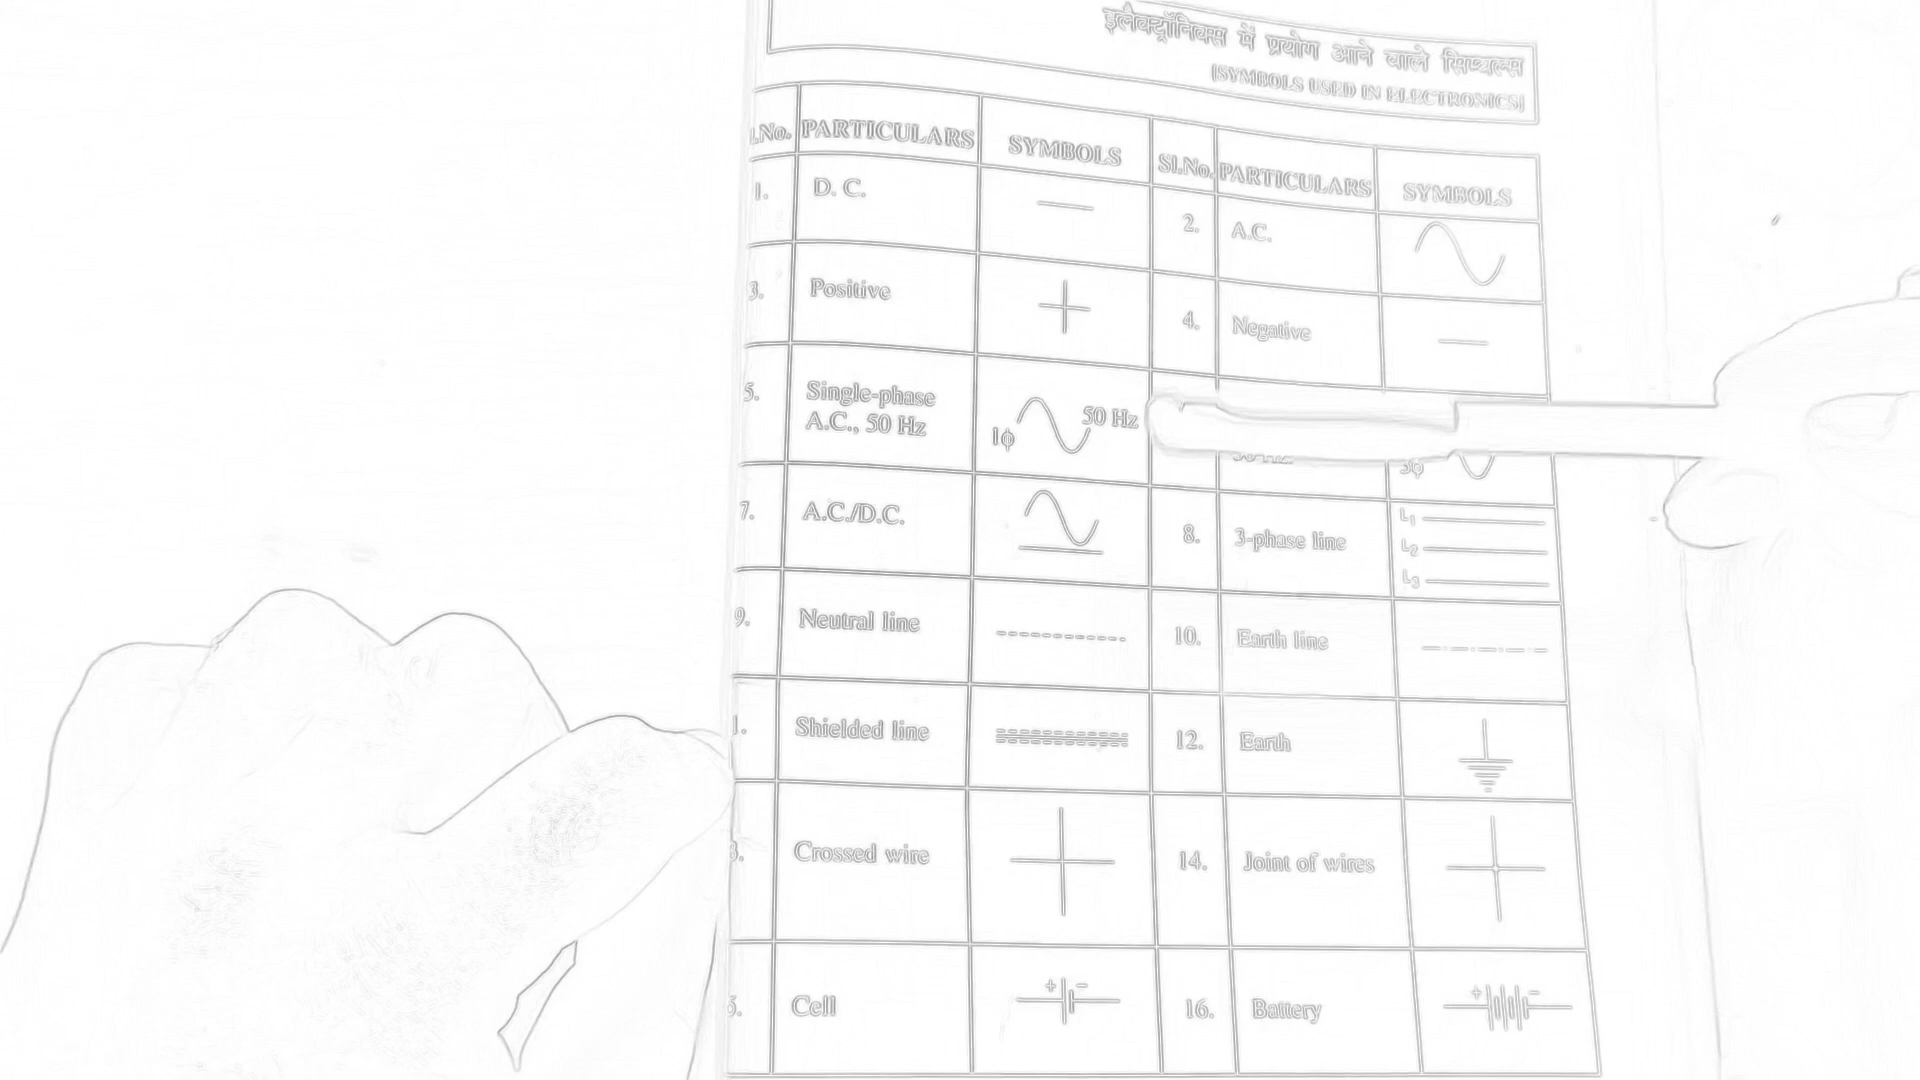 इलैक्ट्रॉनिक्स में प्रयोग आने वाले सिम्बल्स
[SYMBOLS USED IN ELECTRONICS]
.No. PARTICULARS SYMBOLS Sl.No. PARTICULARS SYMBOLS
1. D. C. 2. A.C.
3. Positive + 4. Negative
5. Single-phase
A.C., 50 Hz 1ϕ 50 Hz
3ϕ
7. A.C./D.C. 8. 3-phase line L1
L2
L3
9. Neutral line 10. Earth line
1. Shielded line 12. Earth
3. Crossed wire 14. Joint of wires
5. Cell + − 16. Battery + −